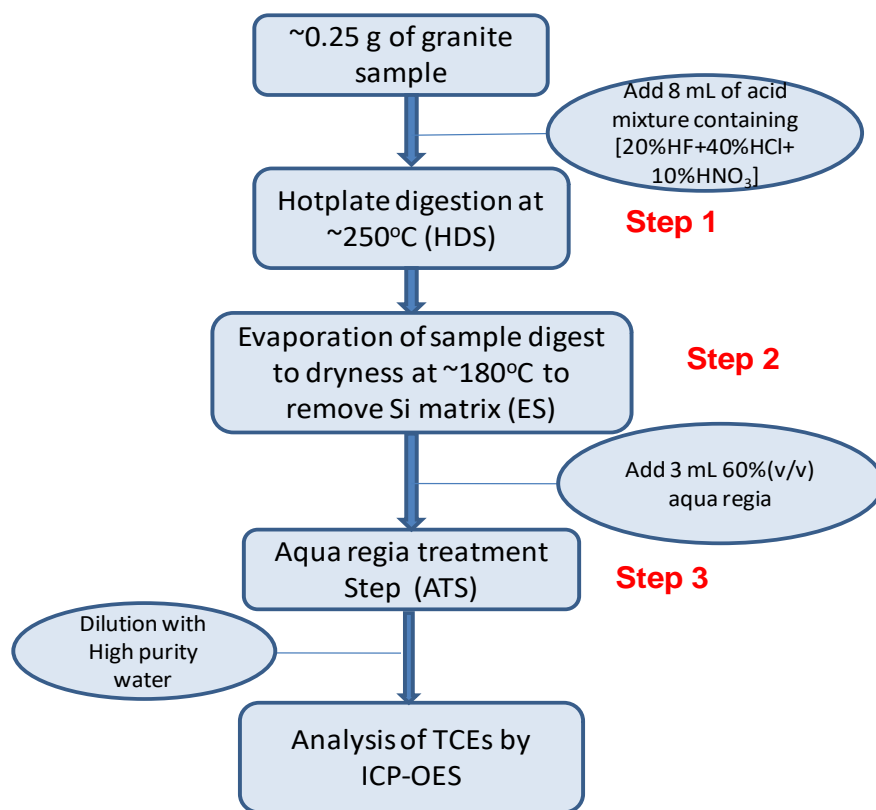 ~0.25 g of granite
sample
Add 8 mL of acid
mixture containing
[20%HF+40%HCl+
10%HNO₃]
Hotplate digestion at
~250ᵒC (HDS)
Step 1
Evaporation of sample digest
to dryness at ~180ᵒC to
remove Si matrix (ES)
Step 2
Add 3 mL 60%(v/v)
aqua regia
Aqua regia treatment
Step (ATS)
Step 3
Dilution with
High purity
water
Analysis of TCEs by
ICP-OES